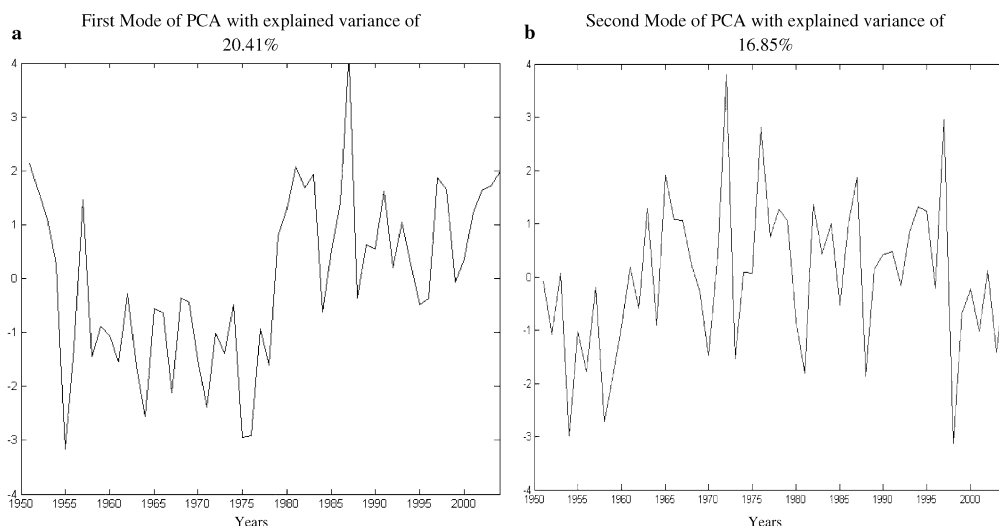 a
First Mode of PCA with explained variance of
20.41%
4
3
2
1
0
-1
-2
-3
-4
1950 1955 1960 1965 1970 1975 1980 1985 1990 1995 2000
Years
b
Second Mode of PCA with explained variance of
16.85%
4
3
2
1
0
-1
-2
-3
-4
1950 1955 1960 1965 1970 1975 1980 1985 1990 1995 2000
Years